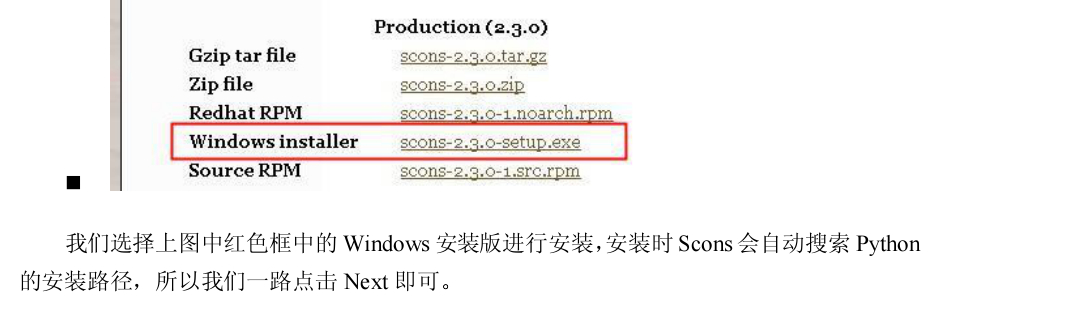 Production (2.3.0)
Gzip tar file scons-2.3.0.tar.gz
Zip file scons-2.3.0.zip
Redhat RPM scons-2.3.0-1.noarch.rpm
Windows installer scons-2.3.0-setup.exe
Source RPM scons-2.3.0-1.src.rpm
我们选择上图中红色框中的 Windows 安装版进行安装，安装时 Scons 会自动搜索 Python
的安装路径，所以我们一路点击 Next 即可。